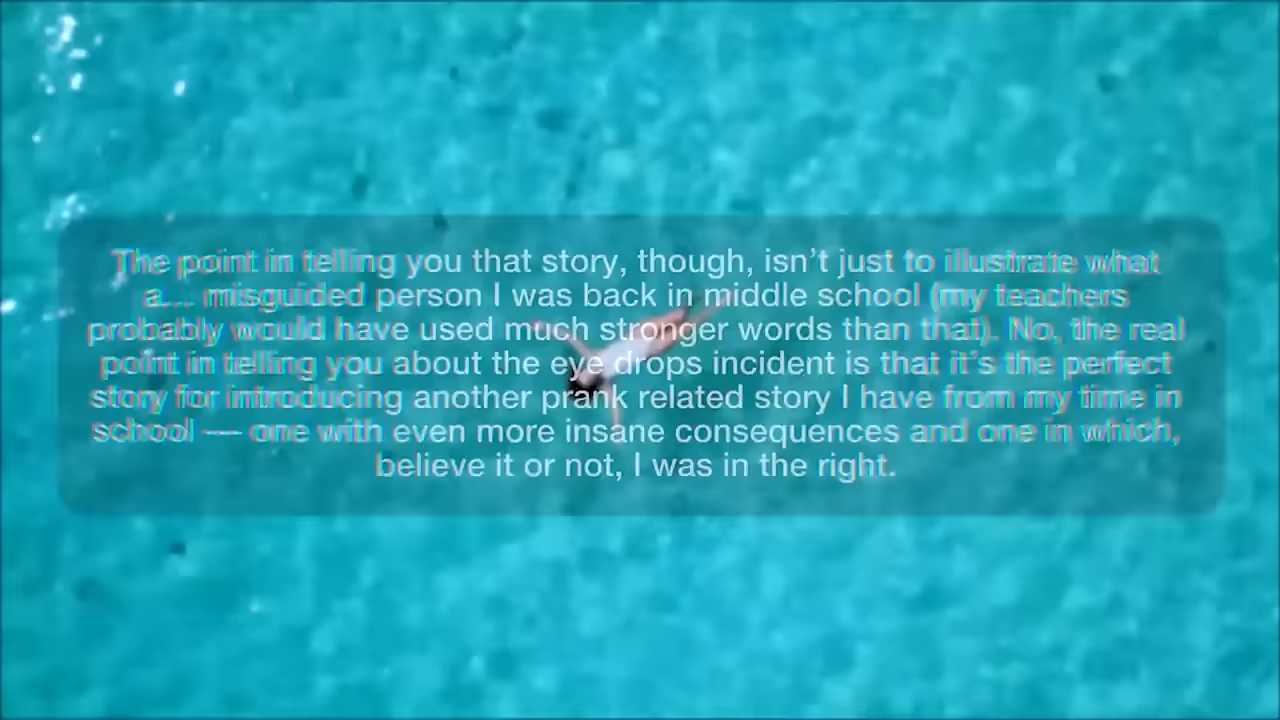 The point in telling you that story, though, isn’t just to illustrate what
a... misguided person I was back in middle school (my teachers
probably would have used much stronger words than that). No, the real
point in telling you about the eye drops incident is that it’s the perfect
story for introducing another prank related story I have from my time in
school — one with even more insane consequences and one in which,
believe it or not, I was in the right.